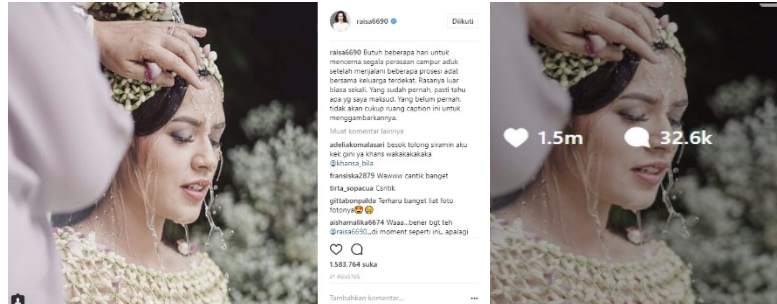 raisa6690
Diikuti
raisa6690 Butuh beberapa hari untuk
mencerna segala perasaan campur aduk
setelah menjalani beberapa prosesi adat
bersama keluarga terdekat. Rasanya luar
biasa sekali. Yang sudah pernah, pasti tahu
apa yg saya maksud. Yang belum pernah,
tidak akan cukup ruang caption ini untuk
menggambarkannya.
Muat komentar lainnya
adeliakomalasari besok tolong siramin aku
kek gini ya khans wakakakakaka
@khansa_bila
fransiska2879 Wawww cantik banget
tirta_sopacua Csntik
gittabonpalda Terharu banget liat foto
fotonya😍😄
aishamalika6674 Waaa...bener bgt teh
@raisa6690,,,di moment seperti ini,, apalagi
1.583.764 suka
21 AGUSTUS
Tambahkan komentar...
1.5m 32.6k